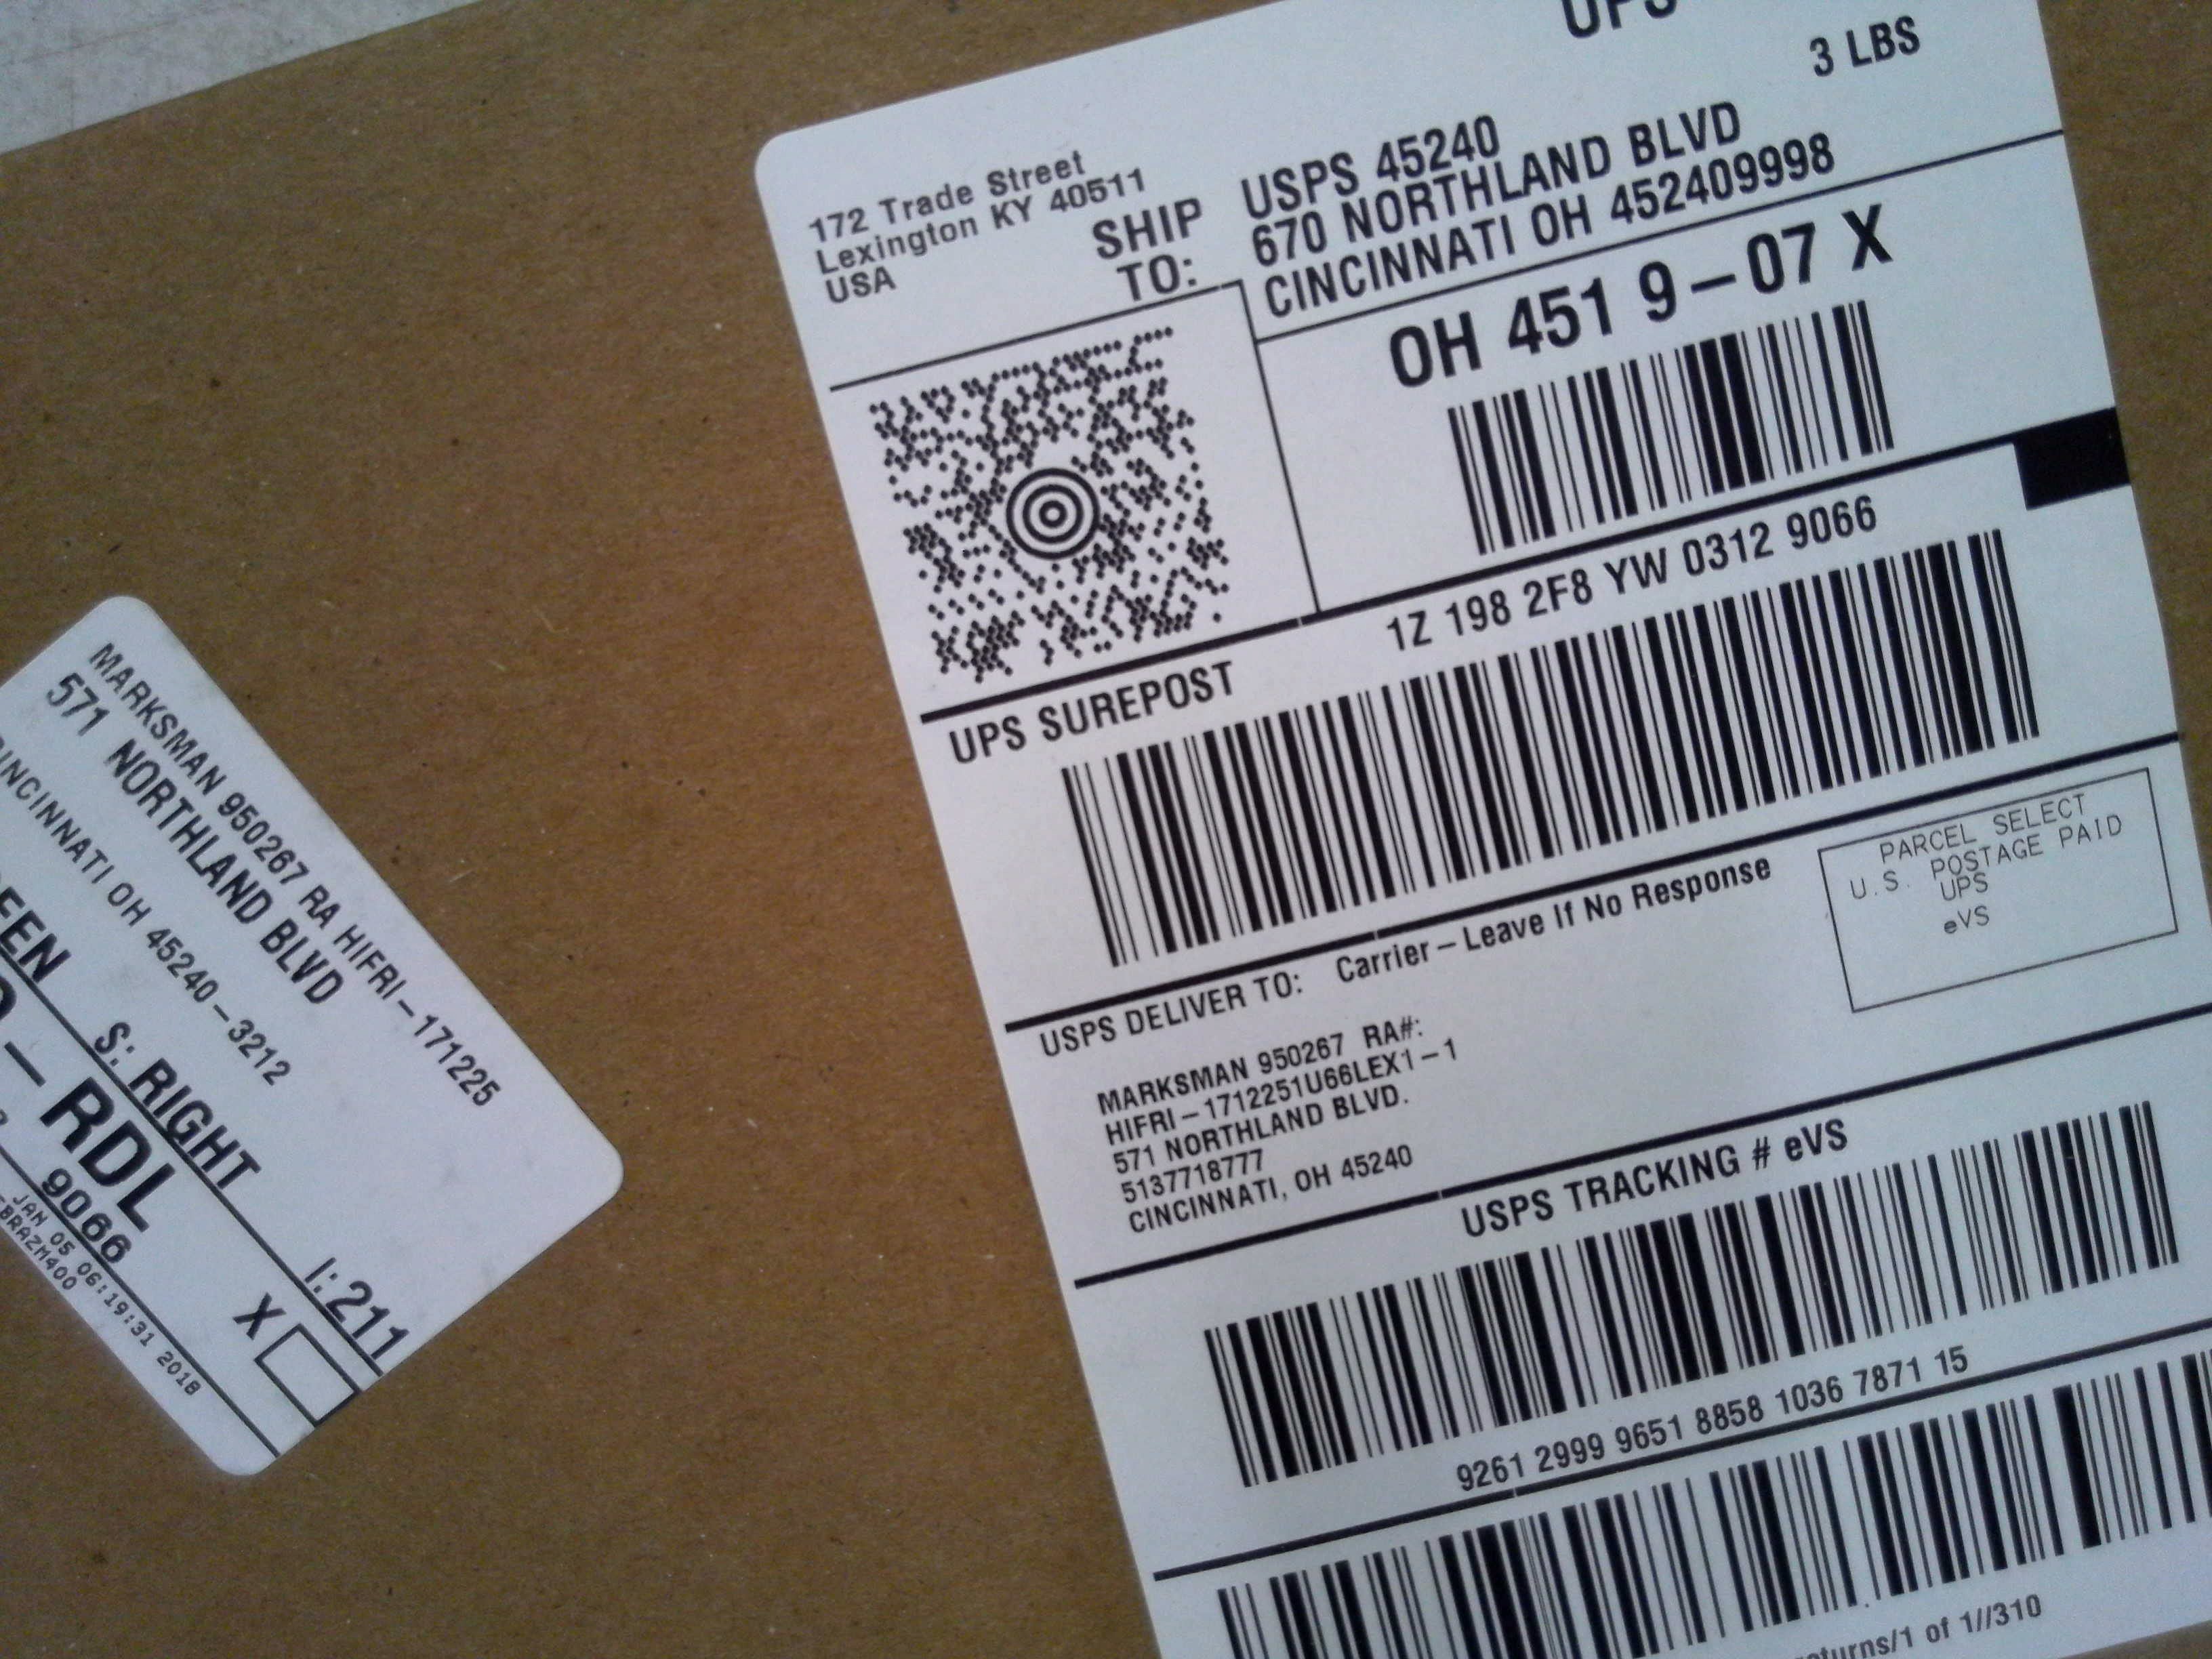 UPS
3 LBS
172 Trade Street
Lexington KY 40511
USA
SHIP
TO:
USPS 45240
670 NORTHLAND BLVD
CINCINNATI OH 452409998
OH 451 9-07 X
UPS SUREPOST
1Z 198 2F8 YW 0312 9066
USPS DELIVER TO:
Carrier - Leave If No Response
PARCEL SELECT
U.S. POSTAGE PAID
UPS
eVS
MARKSMAN 950267 RA#:
HIFRI-1712251U66LEX1-1
571 NORTHLAND BLVD.
5137718777
CINCINNATI, OH 45240
USPS TRACKING # eVS
9261 2999 9651 8858 1036 7871 15
1 of 1//310
MARKSMAN 950267 RA HIFRI-171225
571 NORTHLAND BLVD
CINCINNATI OH 45240-3212
S: RIGHT
I: 211
-RDL
X
9066
JAN 05 06:19:31 2018